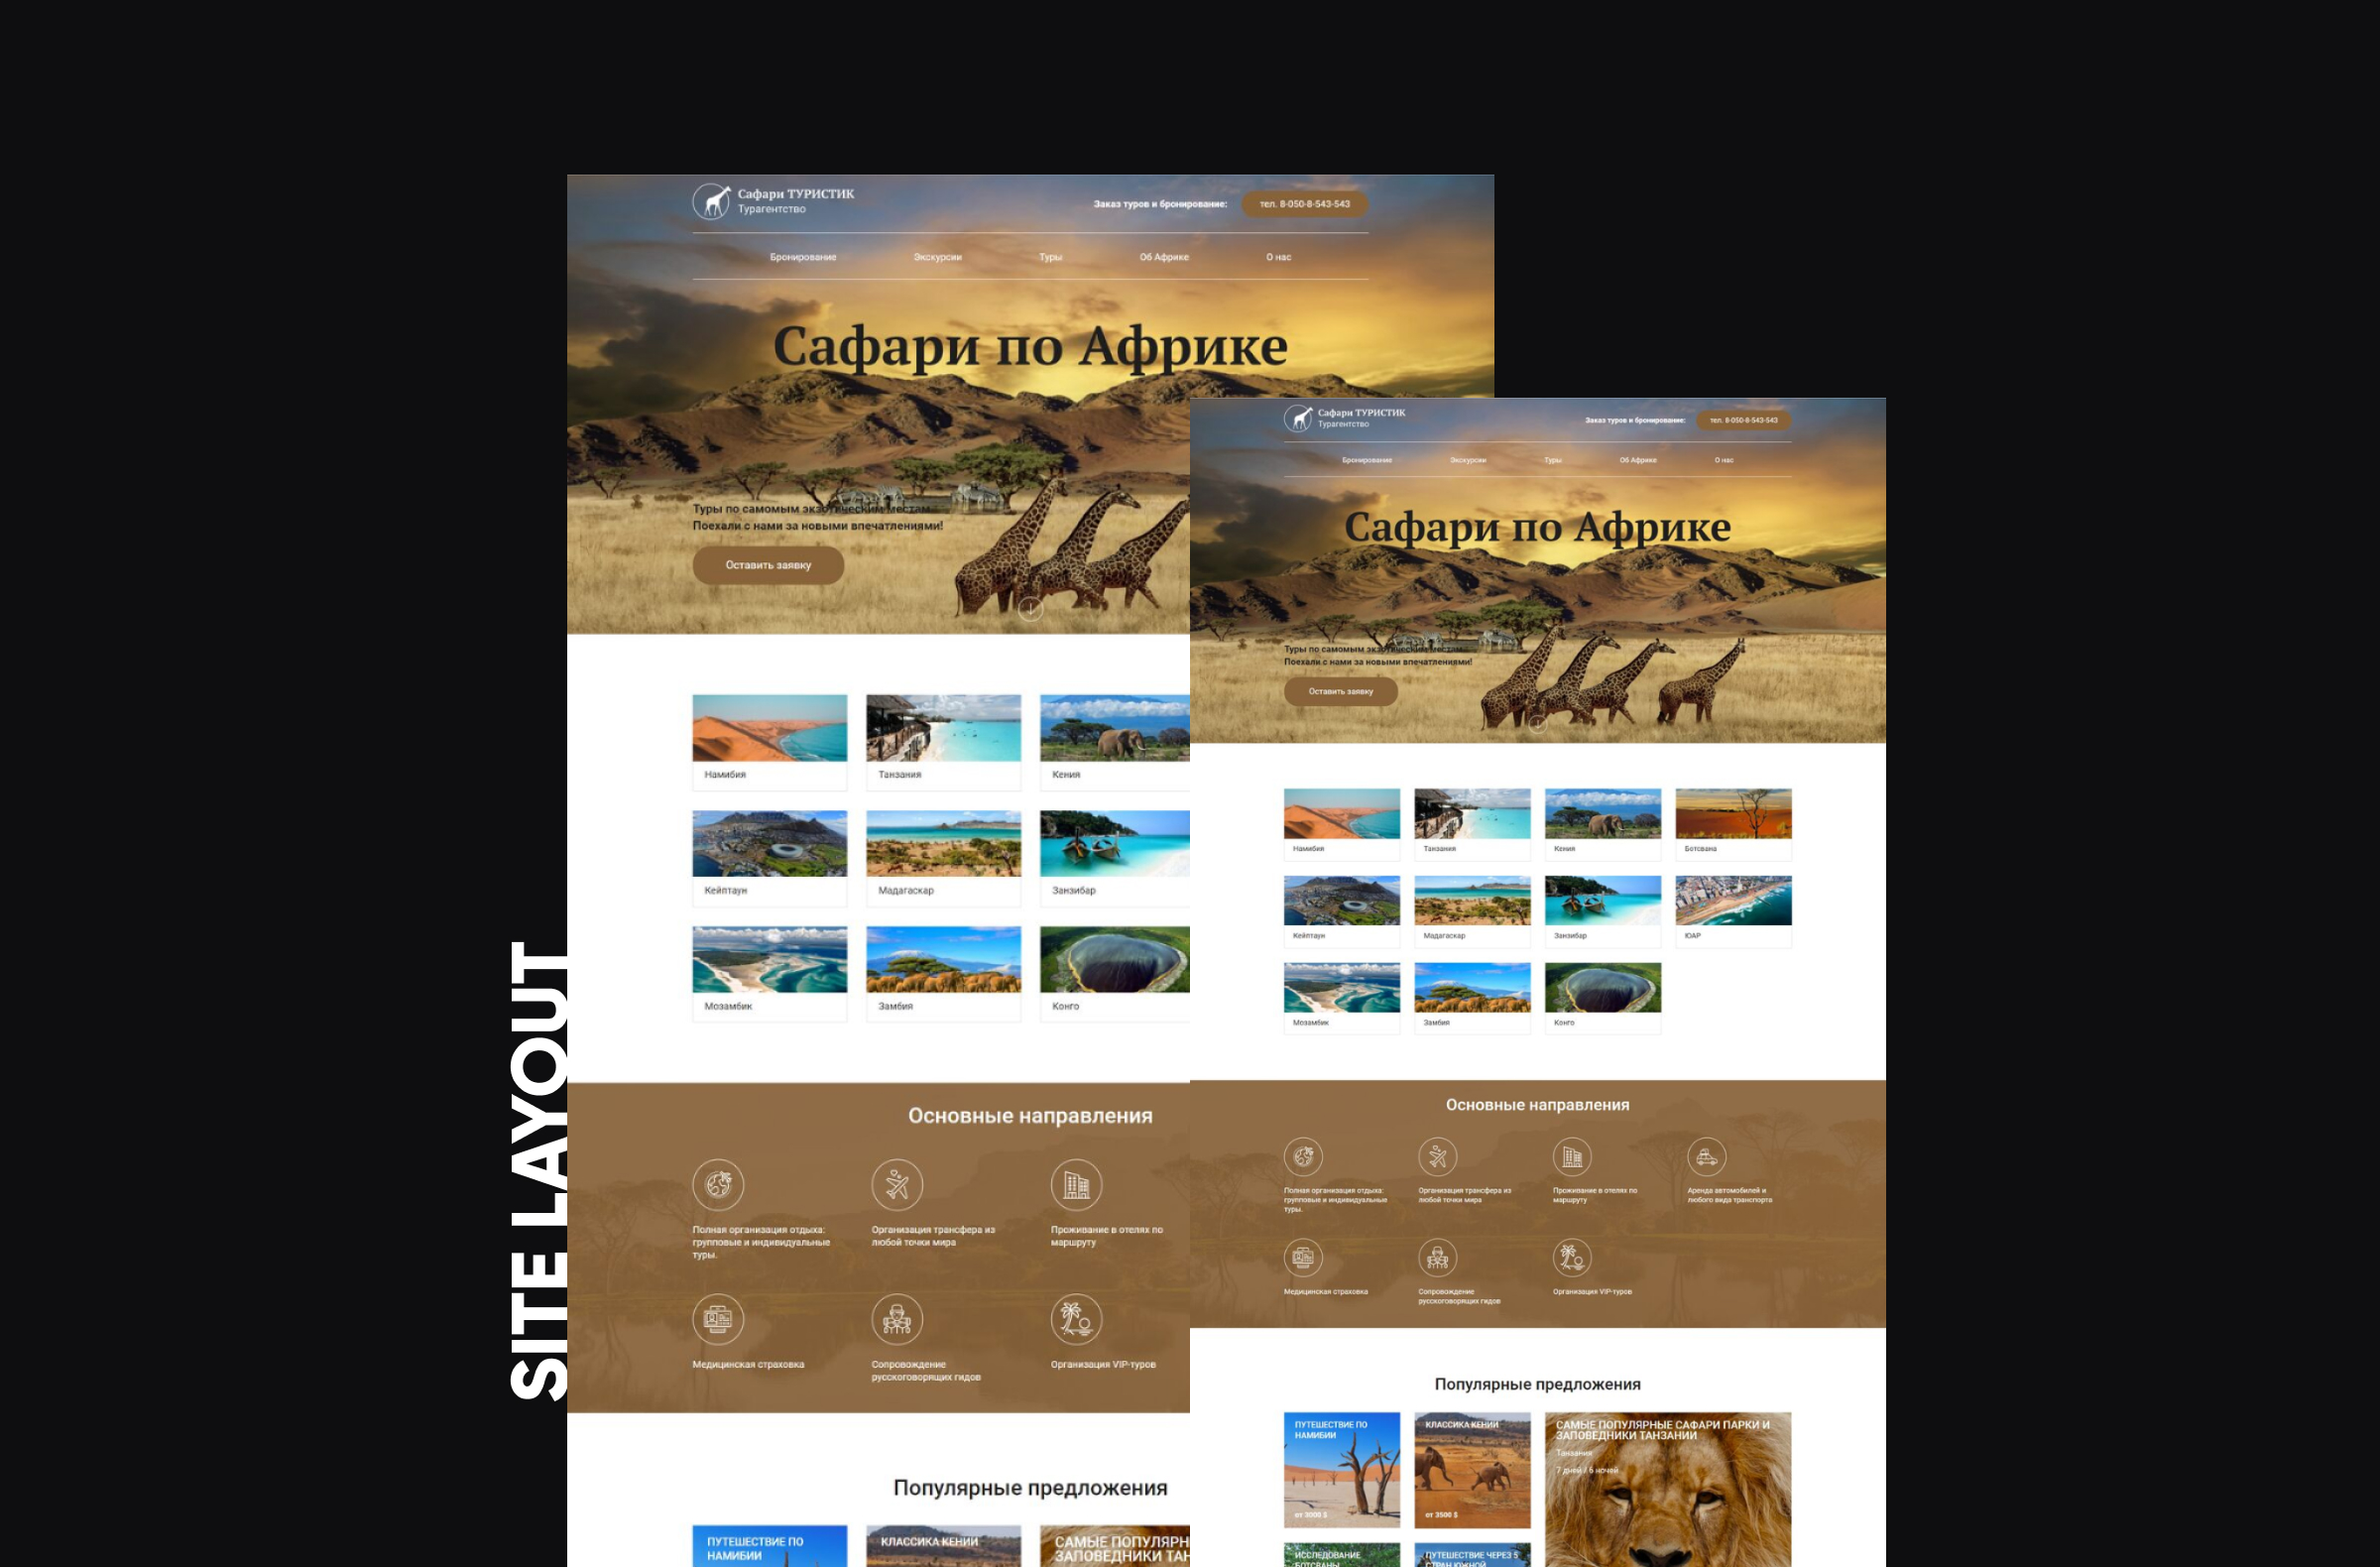 SITE LAYOUT
Сафари ТУРИСТИК
Турагентство
Заказ туров и бронирование:
тел. 8-050-8-543-543
Бронирование
Экскурсии
Туры
Об Африке
О нас
Сафари по Африке
Туры по самомым экзотическим местам.
Поехали с нами за новыми впечатлениями!
Оставить заявку
Намибия
Танзания
Кения
Кейптаун
Мадагаскар
Занзибар
Мозамбик
Замбия
Конго
Основные направления
Полная организация отдыха:
групповые и индивидуальные
туры.
Организация трансфера из
любой точки мира
Проживание в отелях по
маршруту
Медицинская страховка
Сопровождение
русскоговорящих гидов
Организация VIP-туров
Популярные предложения
ПУТЕШЕСТВИЕ ПО
НАМИБИИ
КЛАССИКА КЕНИИ
САМЫЕ ПОПУЛЯРН
ЗАПОВЕДНИКИ ТАН
Сафари ТУРИСТИК
Турагентство
Заказ туров и бронирование:
тел. 8-050-8-543-543
Бронирование
Экскурсии
Туры
Об Африке
О нас
Сафари по Африке
Туры по самомым экзотическим местам.
Поехали с нами за новыми впечатлениями!
Оставить заявку
Намибия
Танзания
Кения
Ботсвана
Кейптаун
Мадагаскар
Занзибар
ЮАР
Мозамбик
Замбия
Конго
Основные направления
Полная организация отдыха:
групповые и индивидуальные
туры.
Организация трансфера из
любой точки мира
Проживание в отелях по
маршруту
Аренда автомобилей и
любого вида транспорта
Медицинская страховка
Сопровождение
русскоговорящих гидов
Организация VIP-туров
Популярные предложения
ПУТЕШЕСТВИЕ ПО
НАМИБИИ
от 3000 $
КЛАССИКА КЕНИИ
от 3500 $
САМЫЕ ПОПУЛЯРНЫЕ САФАРИ ПАРКИ И
ЗАПОВЕДНИКИ ТАНЗАНИИ
Танзания
7 дней / 6 ночей
ИССЛЕДОВАНИЕ
БОТСВАНЫ
ПУТЕШЕСТВИЕ ЧЕРЕЗ 5
СТРАН ЮЖНОЙ